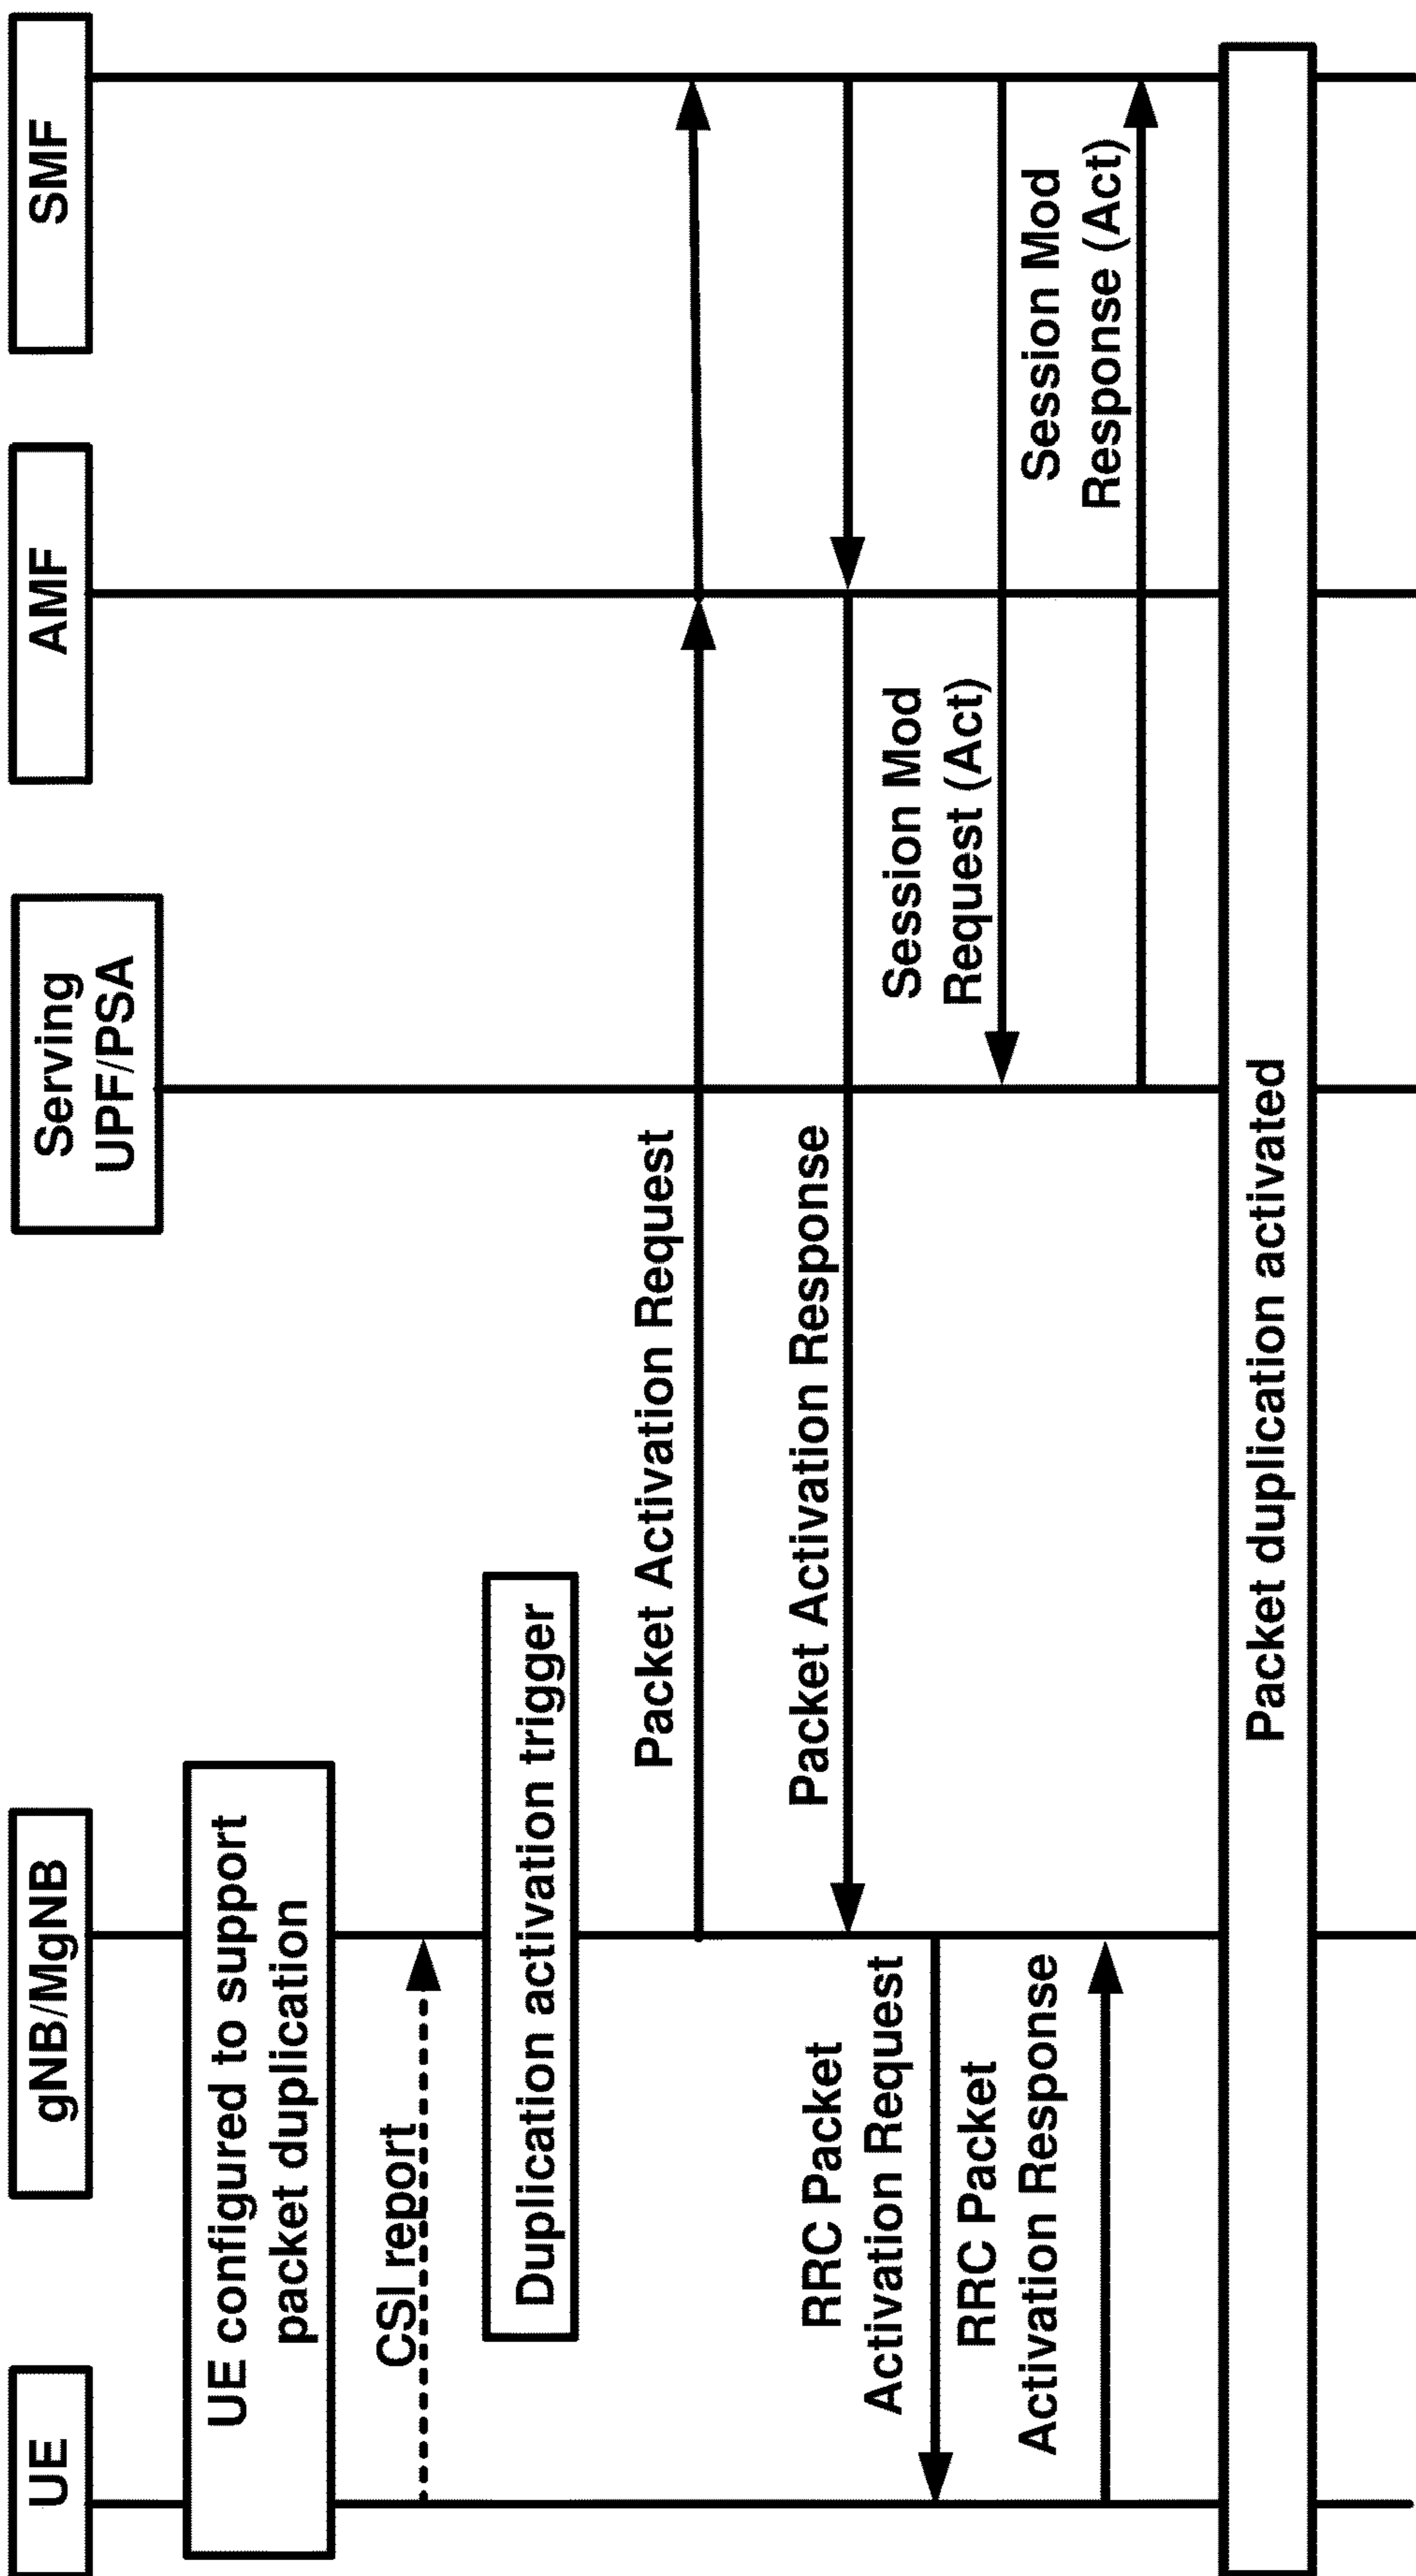 UE
gNB/MgNB
Serving
UPF/PSA
AMF
SMF
UE configured to support
packet duplication
CSI report
Duplication activation trigger
Packet Activation Request
Packet Activation Response
RRC Packet
Activation Request
Session Mod
Request (Act)
RRC Packet
Activation Response
Session Mod
Response (Act)
Packet duplication activated